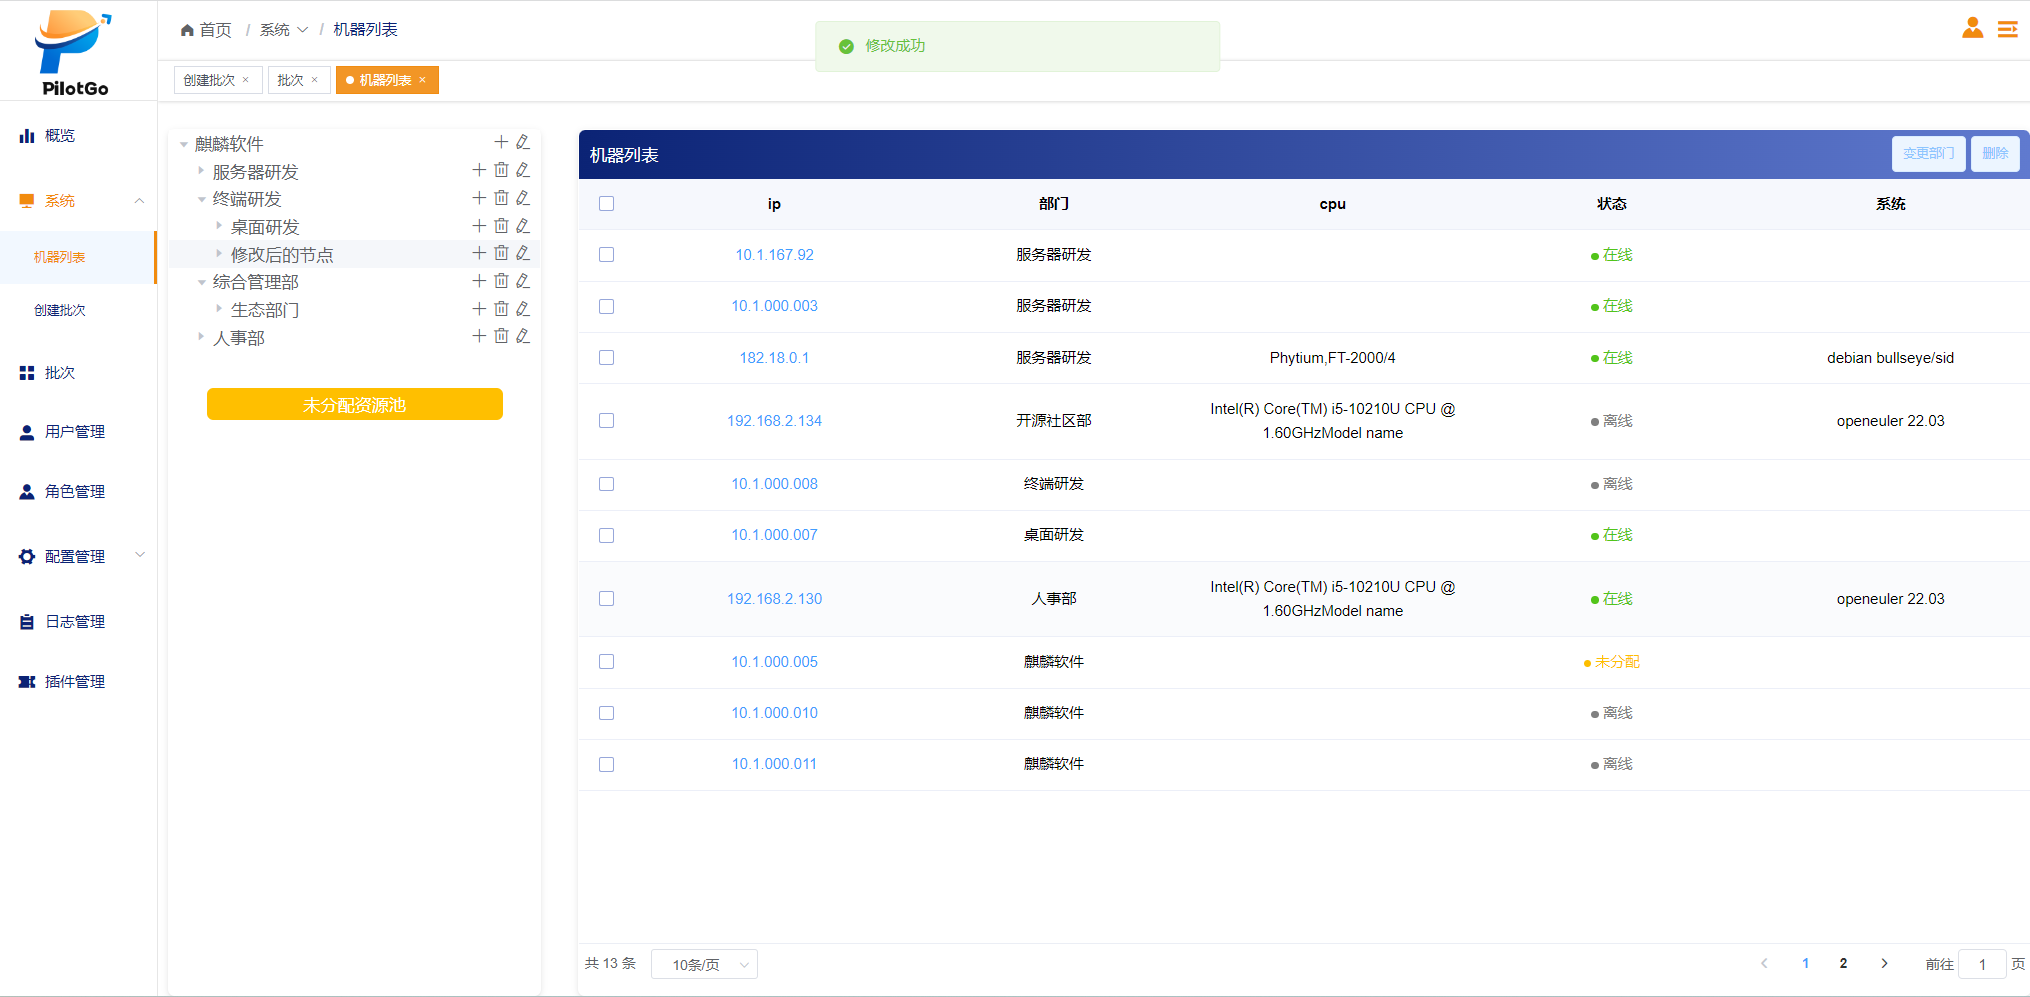 PilotGo
首页 / 系统 / 机器列表
修改成功
创建批次 × 批次 × 机器列表 ×
概览
系统
机器列表
创建批次
批次
用户管理
角色管理
配置管理
日志管理
插件管理
麒麟软件
服务器研发
终端研发
桌面研发
修改后的节点
综合管理部
生态部门
人事部
未分配资源池
机器列表 变更部门 删除
ip 部门 cpu 状态 系统
10.1.167.92 服务器研发 在线
10.1.000.003 服务器研发 在线
182.18.0.1 服务器研发 Phytium,FT-2000/4 在线 debian bullseye/sid
192.168.2.134 开源社区部 Intel(R) Core(TM) i5-10210U CPU @ 离线 openeuler 22.03
1.60GHzModel name
10.1.000.008 终端研发 离线
10.1.000.007 桌面研发 在线
192.168.2.130 人事部 Intel(R) Core(TM) i5-10210U CPU @ 在线 openeuler 22.03
1.60GHzModel name
10.1.000.005 麒麟软件 未分配
10.1.000.010 麒麟软件 离线
10.1.000.011 麒麟软件 离线
共 13 条 10条/页 1 2 前往 1 页